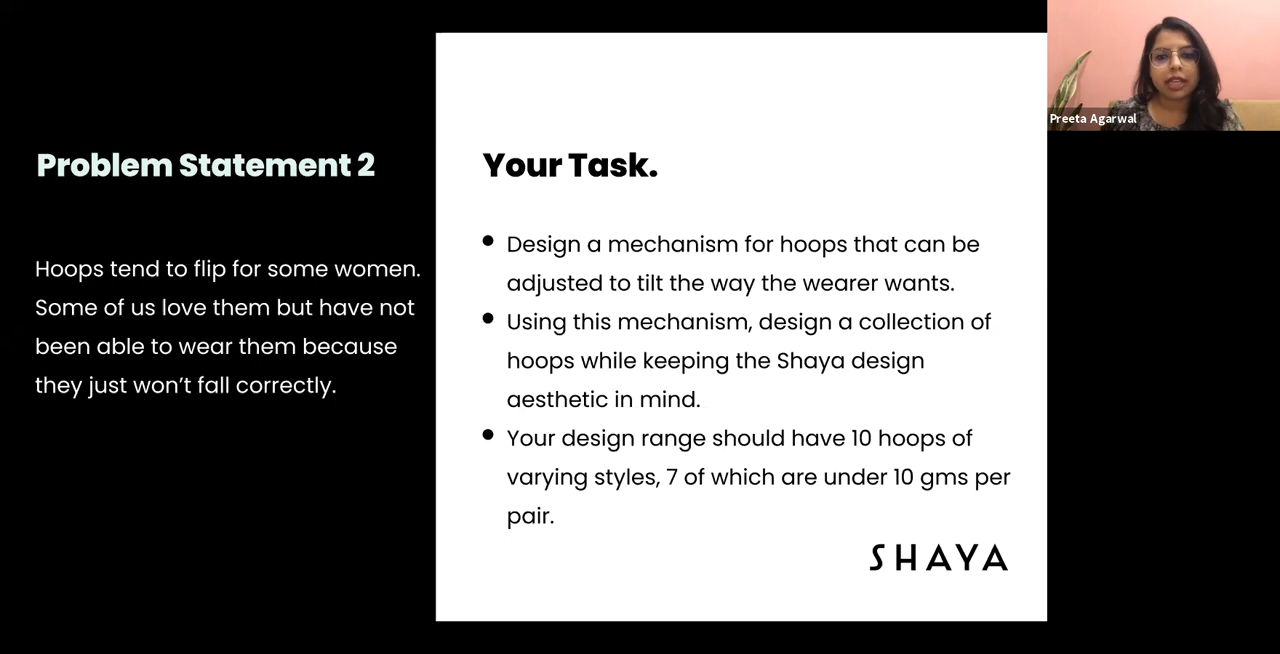 Problem Statement 2
Hoops tend to flip for some women.
Some of us love them but have not
been able to wear them because
they just won’t fall correctly.
Your Task.
Design a mechanism for hoops that can be
adjusted to tilt the way the wearer wants.
Using this mechanism, design a collection of
hoops while keeping the Shaya design
aesthetic in mind.
Your design range should have 10 hoops of
varying styles, 7 of which are under 10 gms per
pair.
SHAYA
Preeta Agarwal